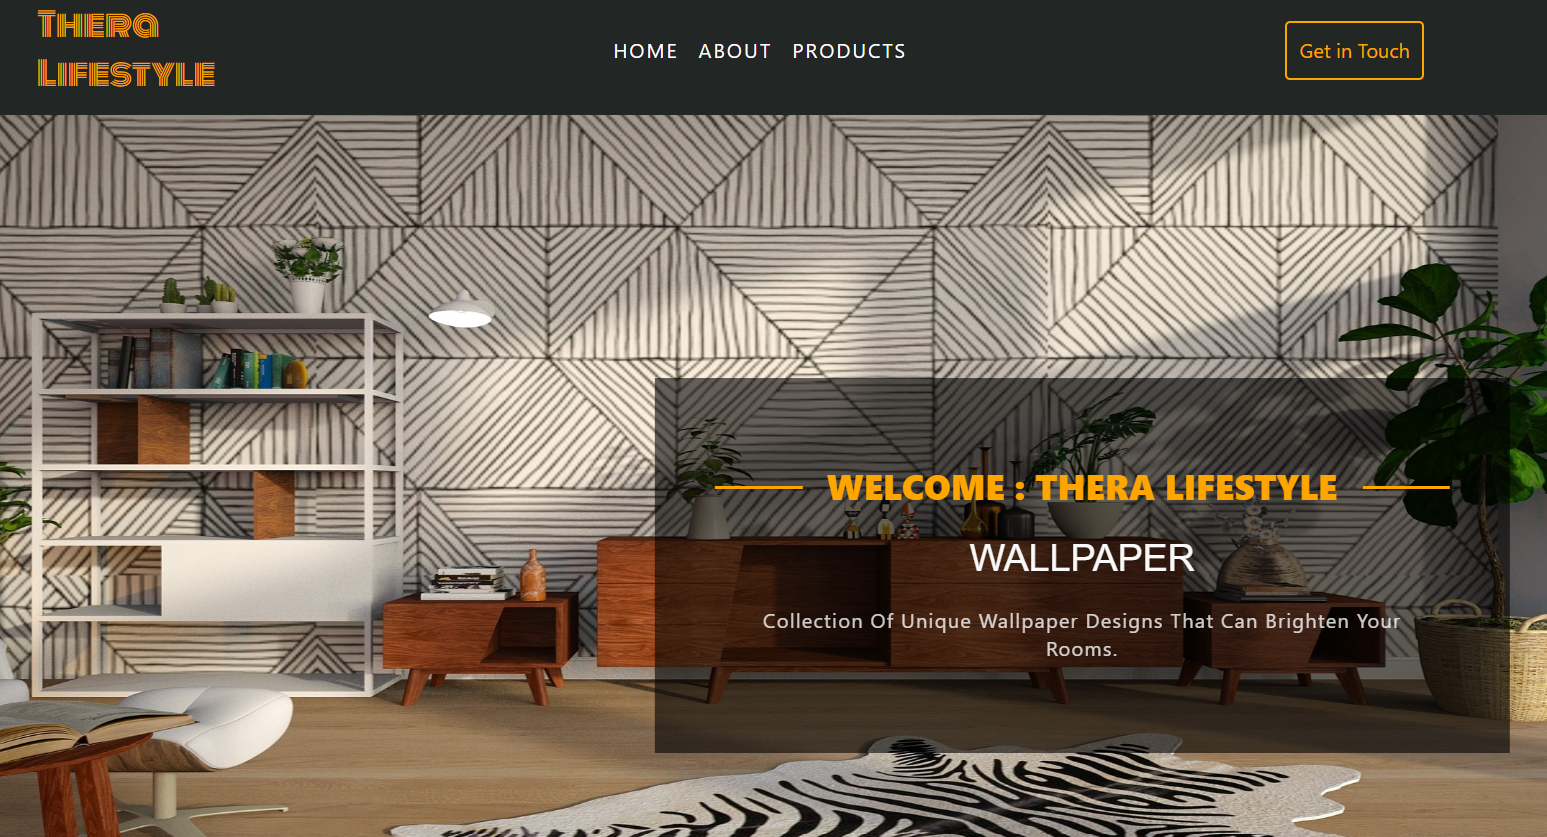 Thera
Lifestyle
HOME ABOUT PRODUCTS
Get in Touch
WELCOME : THERA LIFESTYLE
WALLPAPER
Collection Of Unique Wallpaper Designs That Can Brighten Your
Rooms.